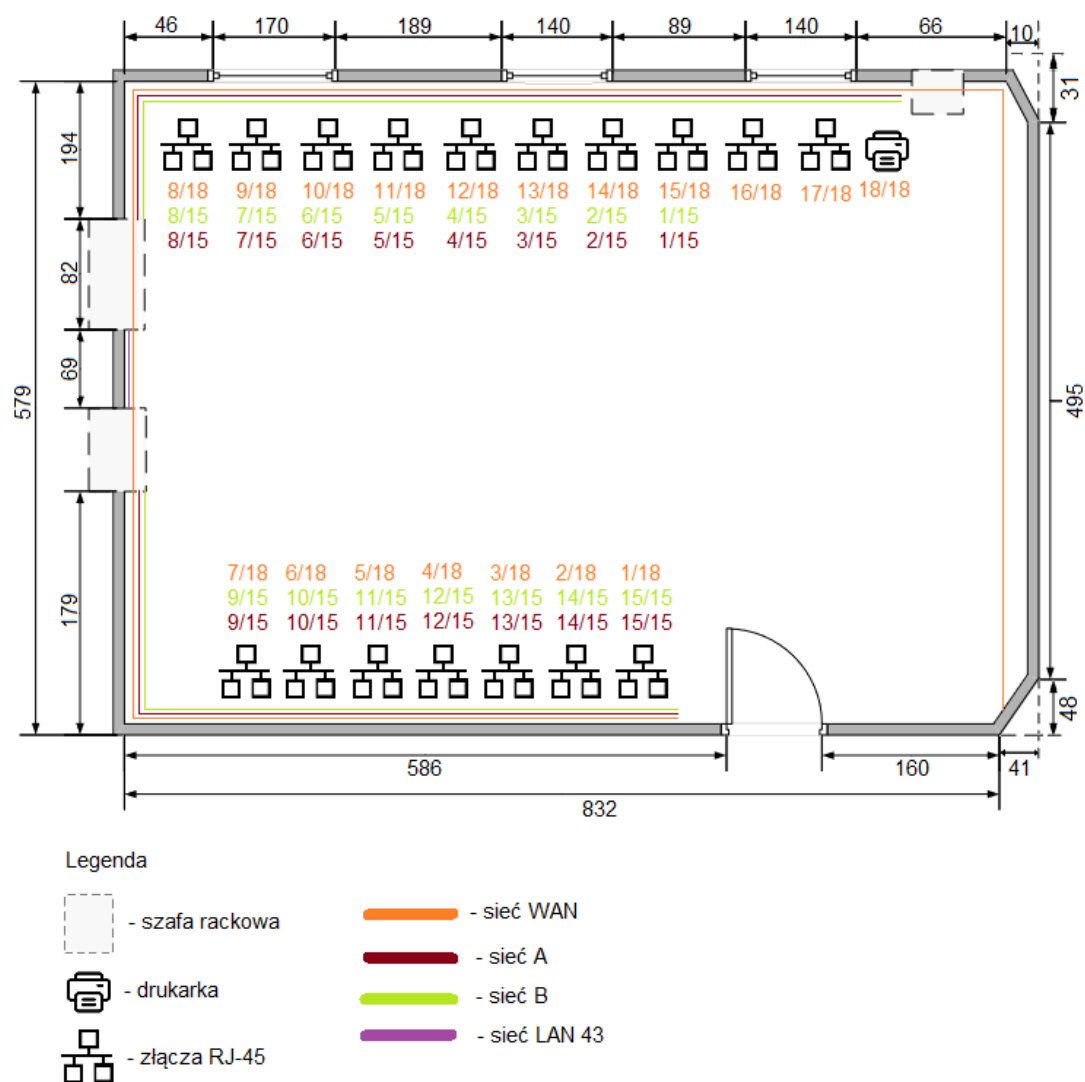 46 170 189 140 89 140 66 10
31
194
8/18 9/18 10/18 11/18 12/18 13/18 14/18 15/18 16/18 17/18 18/18
8/15 7/15 6/15 5/15 4/15 3/15 2/15 1/15
8/15 7/15 6/15 5/15 4/15 3/15 2/15 1/15
82
69
579
495
179
7/18 6/18 5/18 4/18 3/18 2/18 1/18
9/15 10/15 11/15 12/15 13/15 14/15 15/15
9/15 10/15 11/15 12/15 13/15 14/15 15/15
48
586 160 41
832
Legenda
- szafa rackowa
- drukarka
- złącza RJ-45
- sieć WAN
- sieć A
- sieć B
- sieć LAN 43